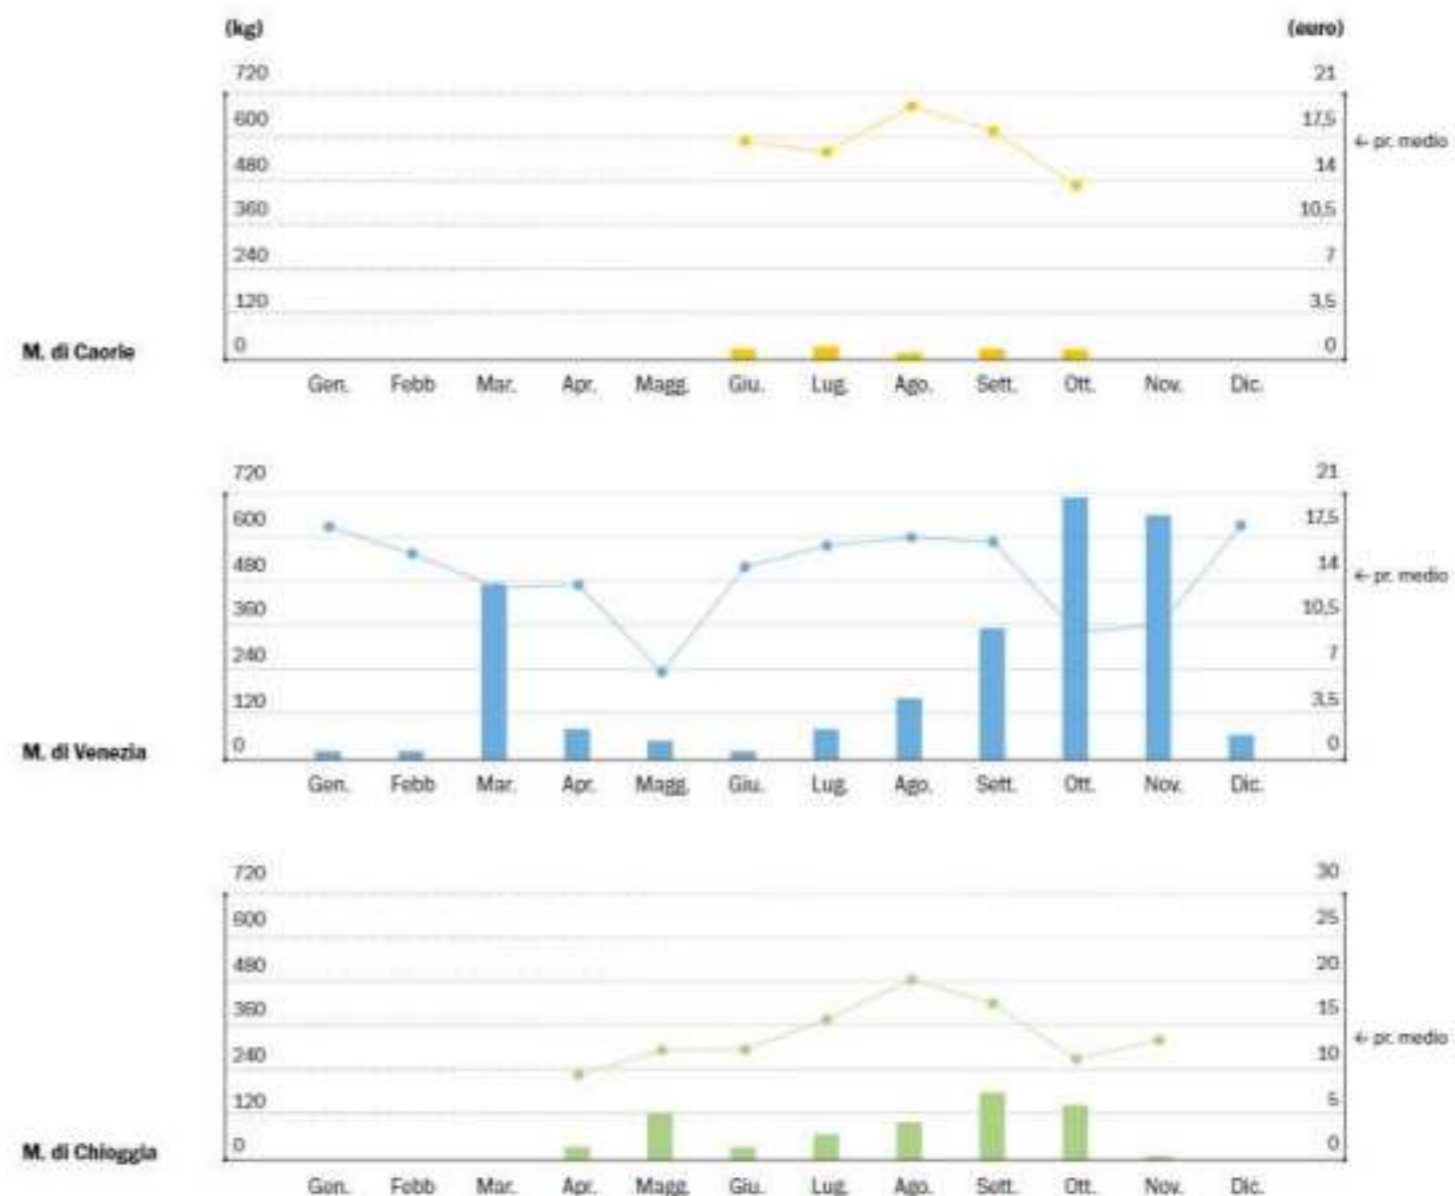 (kg) (euro)
720 21
600 17,5
← pr. medio
480 14
360 10,5
240 7
120 3,5
M. di Caorle 0 0
Gen. Febb Mar. Apr. Magg. Giu. Lug. Ago. Sett. Ott. Nov. Dic.
720 21
600 17,5
480 14
← pr. medio
360 10,5
240 7
120 3,5
M. di Venezia 0 0
Gen. Febb Mar. Apr. Magg. Giu. Lug. Ago. Sett. Ott. Nov. Dic.
720 30
600 25
480 20
360 15
← pr. medio
240 10
120 5
M. di Chioggia 0 0
Gen. Febb Mar. Apr. Magg. Giu. Lug. Ago. Sett. Ott. Nov. Dic.